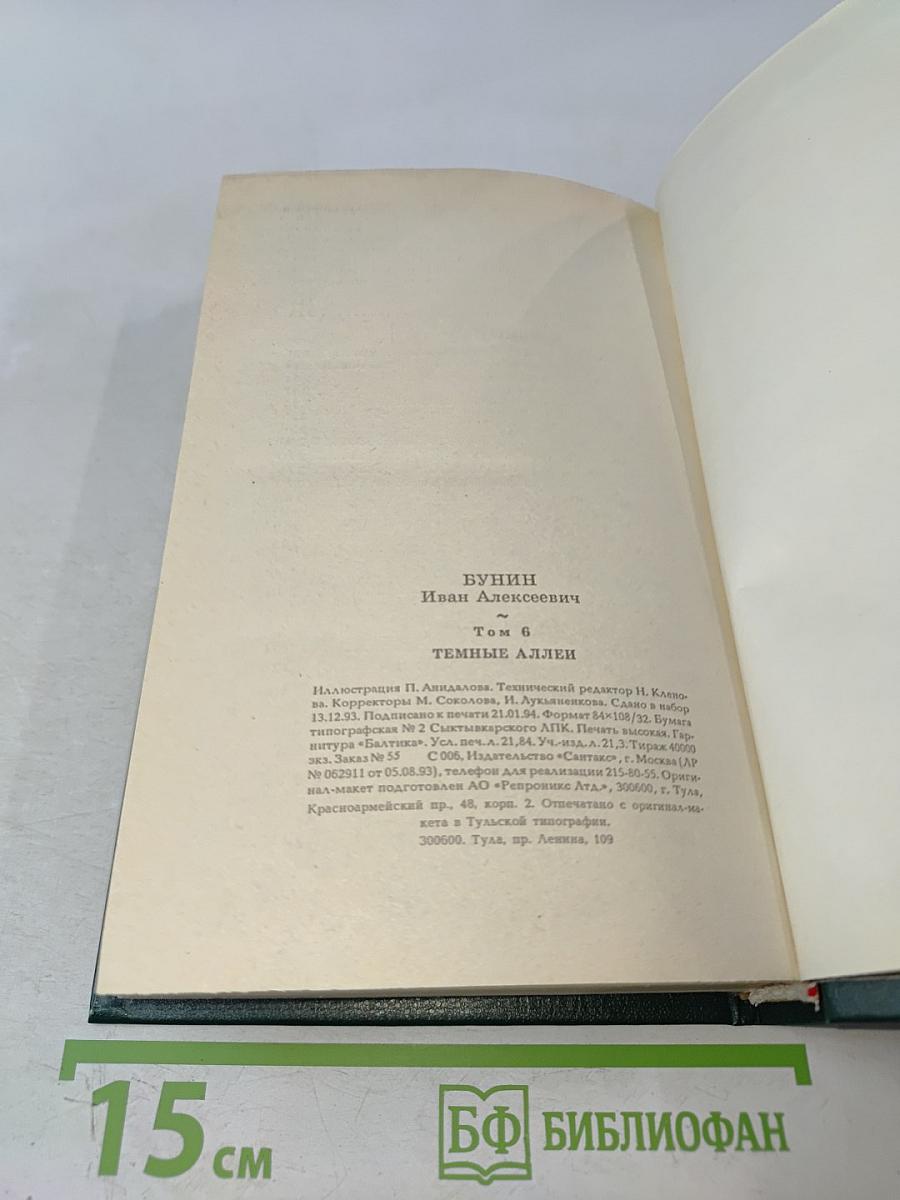 БУНИН
Иван Алексеевич
~
Том 6
ТЕМНЫЕ АЛЛЕИ
Иллюстрация П. Анидалова. Технический редактор Н. Клено-
ва. Корректоры М. Соколова, И. Лукьяненкова. Сдано в набор
13.12.93. Подписано к печати 21.01.94. Формат 84×108/32. Бумага
типографская № 2 Сыктывкарского ЛПК. Печать высокая. Гар-
нитура «Балтика». Усл. печ. л. 21,84. Уч.-изд. л. 21,3. Тираж 40000
экз. Заказ № 55 С 006, Издательство «Сантакс», г. Москва (ЛР
№ 062911 от 05.08.93), телефон для реализации 215-80-55. Ориги-
нал-макет подготовлен АО «Репроникс Лтд.», 300600, г. Тула,
Красноармейский пр., 48, корп. 2. Отпечатано с оригинал-ма-
кета в Тульской типографии.
300600. Тула, пр. Ленина, 109
15 см
БФ БИБЛИОФАН